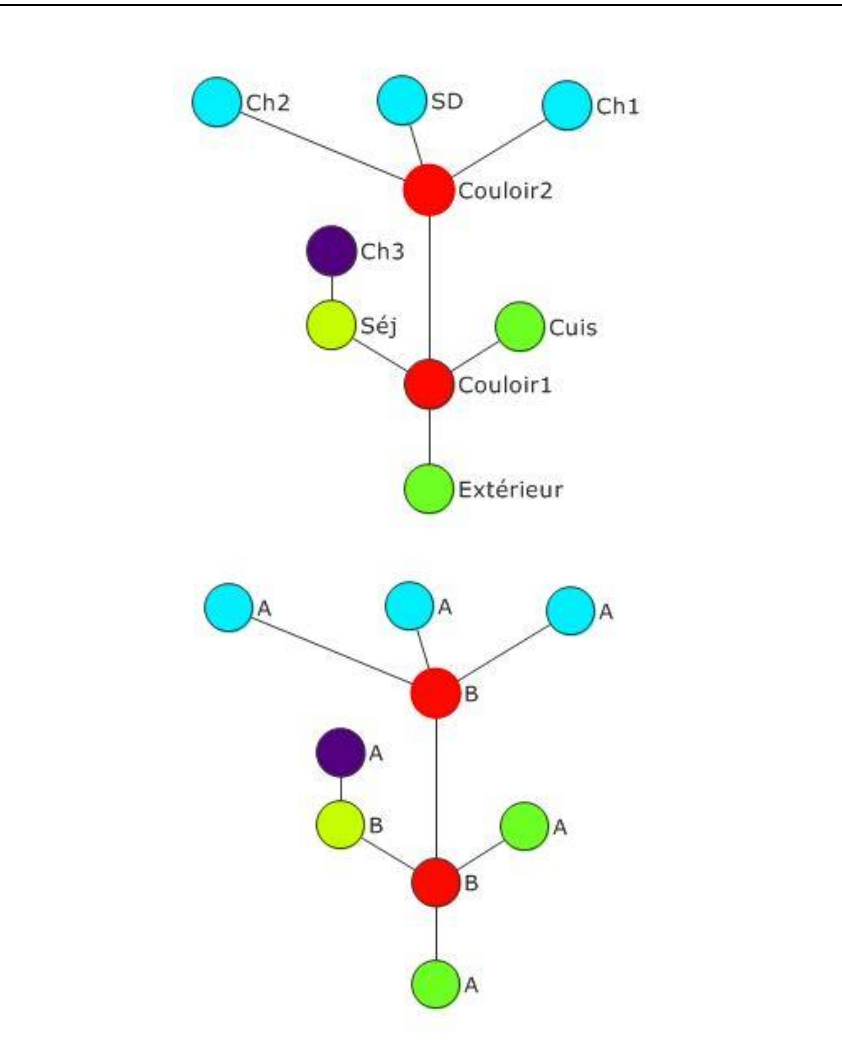 Ch2
SD
Ch1
Couloir2
Ch3
Séj
Cuis
Couloir1
Extérieur
A
A
A
B
A
B
A
B
A